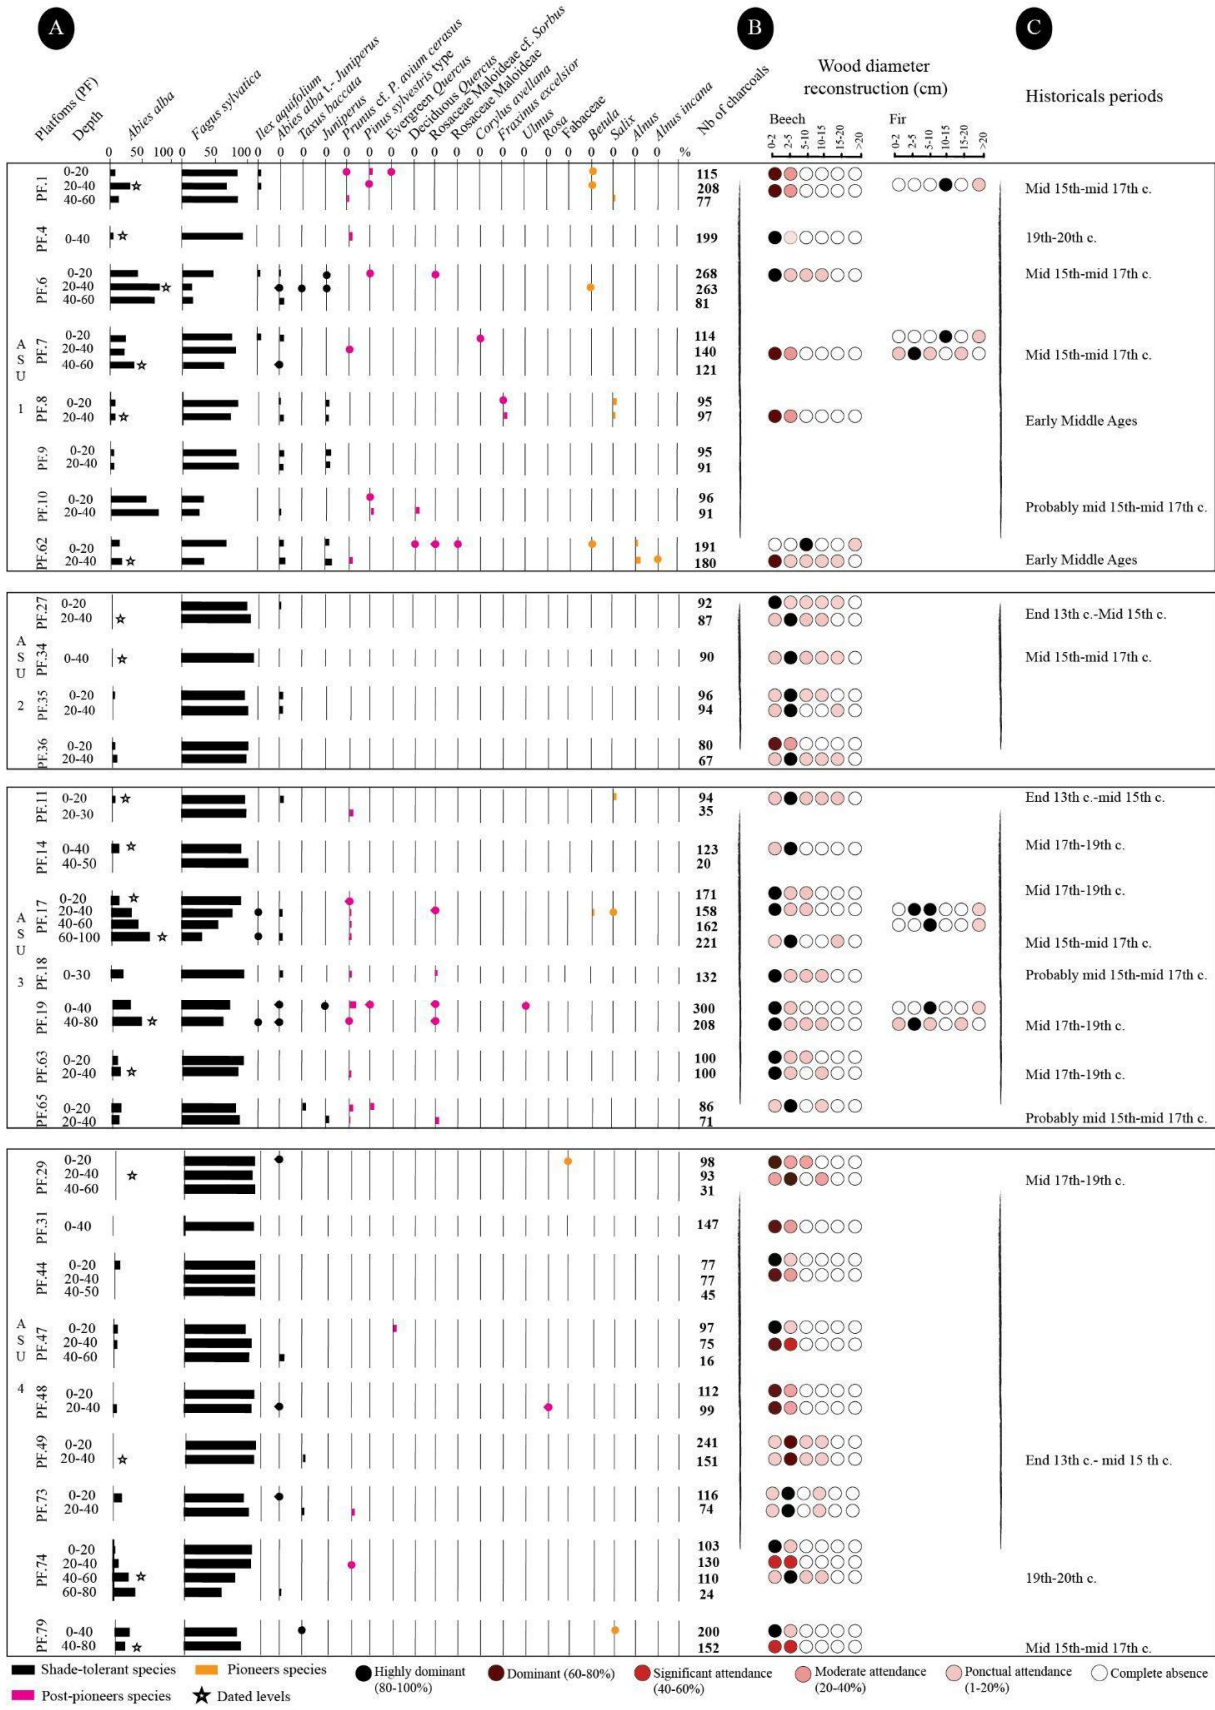 A
B
C
Platfoms (PF)
Depth
Abies alba
Fagus sylvatica
Ilex aquifolium
Abies alba t.- Juniperus
Taxus baccata
Juniperus
Prunus cf. P. avium cerasus
Pinus sylvestris type
Evergreen Quercus
Deciduous Quercus
Rosaceae Maloideae cf. Sorbus
Rosaceae Maloideae
Corylus avellana
Fraxinus excelsior
Ulmus
Rosa
Fabaceae
Betula
Salix
Alnus
Alnus incana
Nb of charcoals
Wood diameter
reconstruction (cm)
Historicals periods
Beech
Fir
0-2 2-5 5-10 10-15 15-20 >20
0-2 2-5 5-10 10-15 15-20 >20
0 50 100 0 50 100 0 0 0 0 0 0 0 0 0 0 0 0 0 0 0 0 0 0 0 %
ASU 1
PF.1
0-20 115
20-40 208 Mid 15th-mid 17th c.
40-60 77
PF.4
0-40 199 19th-20th c.
PF.6
0-20 268 Mid 15th-mid 17th c.
20-40 263
40-60 81
PF.7
0-20 114
20-40 140 Mid 15th-mid 17th c.
40-60 121
PF.8
0-20 95
20-40 97 Early Middle Ages
PF.9
0-20 95
20-40 91
PF.10
0-20 96
20-40 91 Probably mid 15th-mid 17th c.
PF.62
0-20 191
20-40 180 Early Middle Ages
ASU 2
PF.27
0-20 92 End 13th c.-Mid 15th c.
20-40 87
PF.34
0-40 90 Mid 15th-mid 17th c.
PF.35
0-20 96
20-40 94
PF.36
0-20 80
20-40 67
ASU 3
PF.11
0-20 94 End 13th c.-mid 15th c.
20-30 35
PF.14
0-40 123 Mid 17th-19th c.
40-50 20
PF.17
0-20 171 Mid 17th-19th c.
20-40 158
40-60 162
60-100 221 Mid 15th-mid 17th c.
PF.18
0-30 132 Probably mid 15th-mid 17th c.
PF.19
0-40 300
40-80 208 Mid 17th-19th c.
PF.63
0-20 100
20-40 100 Mid 17th-19th c.
PF.65
0-20 86
20-40 71 Probably mid 15th-mid 17th c.
ASU 4
PF.29
0-20 98
20-40 93 Mid 17th-19th c.
40-60 31
PF.31
0-40 147
PF.44
0-20 77
20-40 77
40-50 45
PF.47
0-20 97
20-40 75
40-60 16
PF.48
0-20 112
20-40 99
PF.49
0-20 241
20-40 151 End 13th c.- mid 15 th c.
PF.73
0-20 116
20-40 74
PF.74
0-20 103
20-40 130
40-60 110 19th-20th c.
60-80 24
PF.79
0-40 200
40-80 152 Mid 15th-mid 17th c.
Shade-tolerant species
Pioneers species
Post-pioneers species
Dated levels
Highly dominant
(80-100%)
Dominant (60-80%)
Significant attendance
(40-60%)
Moderate attendance
(20-40%)
Ponctual attendance
(1-20%)
Complete absence